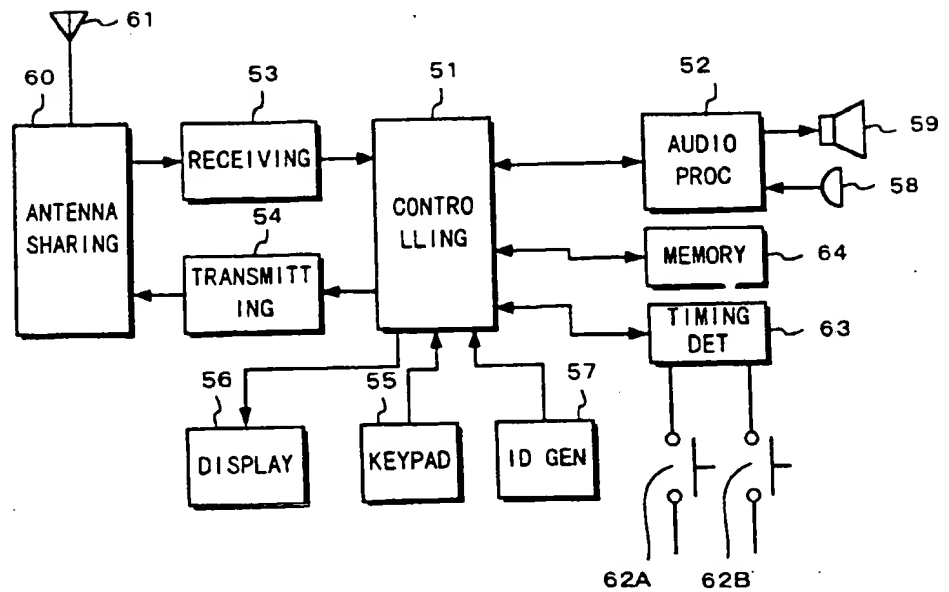 61
60
53
51
52
59
RECEIVING
AUDIO
PROC
58
ANTENNA
SHARING
54
CONTRO
LLING
TRANSMITT
ING
MEMORY
64
TIMING
DET
63
56
55
57
DISPLAY
KEYPAD
ID GEN
62A
62B